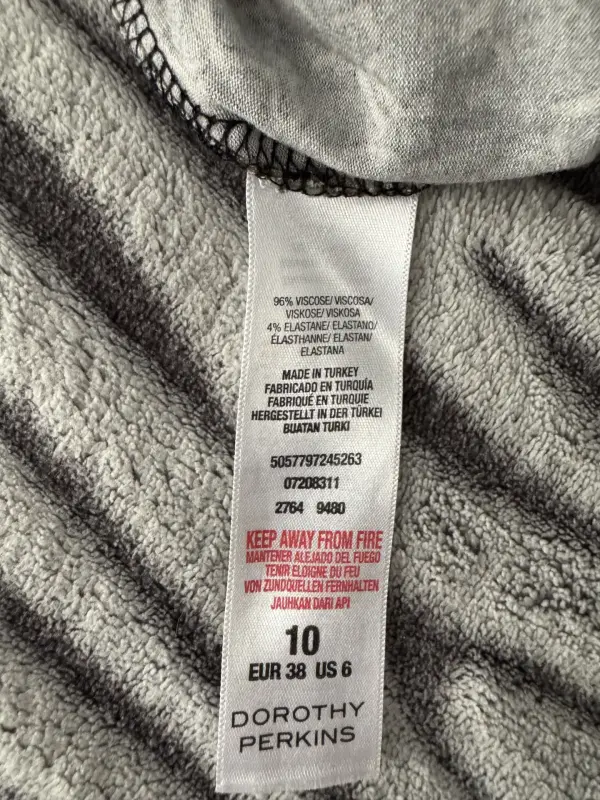 96% VISCOSE/ VISCOSA/
VISKOSE/ VISKOSA
4% ELASTANE/ ELASTANO/
ÉLASTHANNE/ ELASTAN/
ELASTANA
MADE IN TURKEY
FABRICADO EN TURQUÍA
FABRIQUÉ EN TURQUIE
HERGESTELLT IN DER TÜRKEI
BUATAN TURKI
5057797245263
07208311
2764 9480
KEEP AWAY FROM FIRE
MANTENER ALEJADO DEL FUEGO
TENIR ELOIGNE DU FEU
VON ZUNDQUELLEN FERNHALTEN
JAUHKAN DARI API
10
EUR 38 US 6
DOROTHY
PERKINS